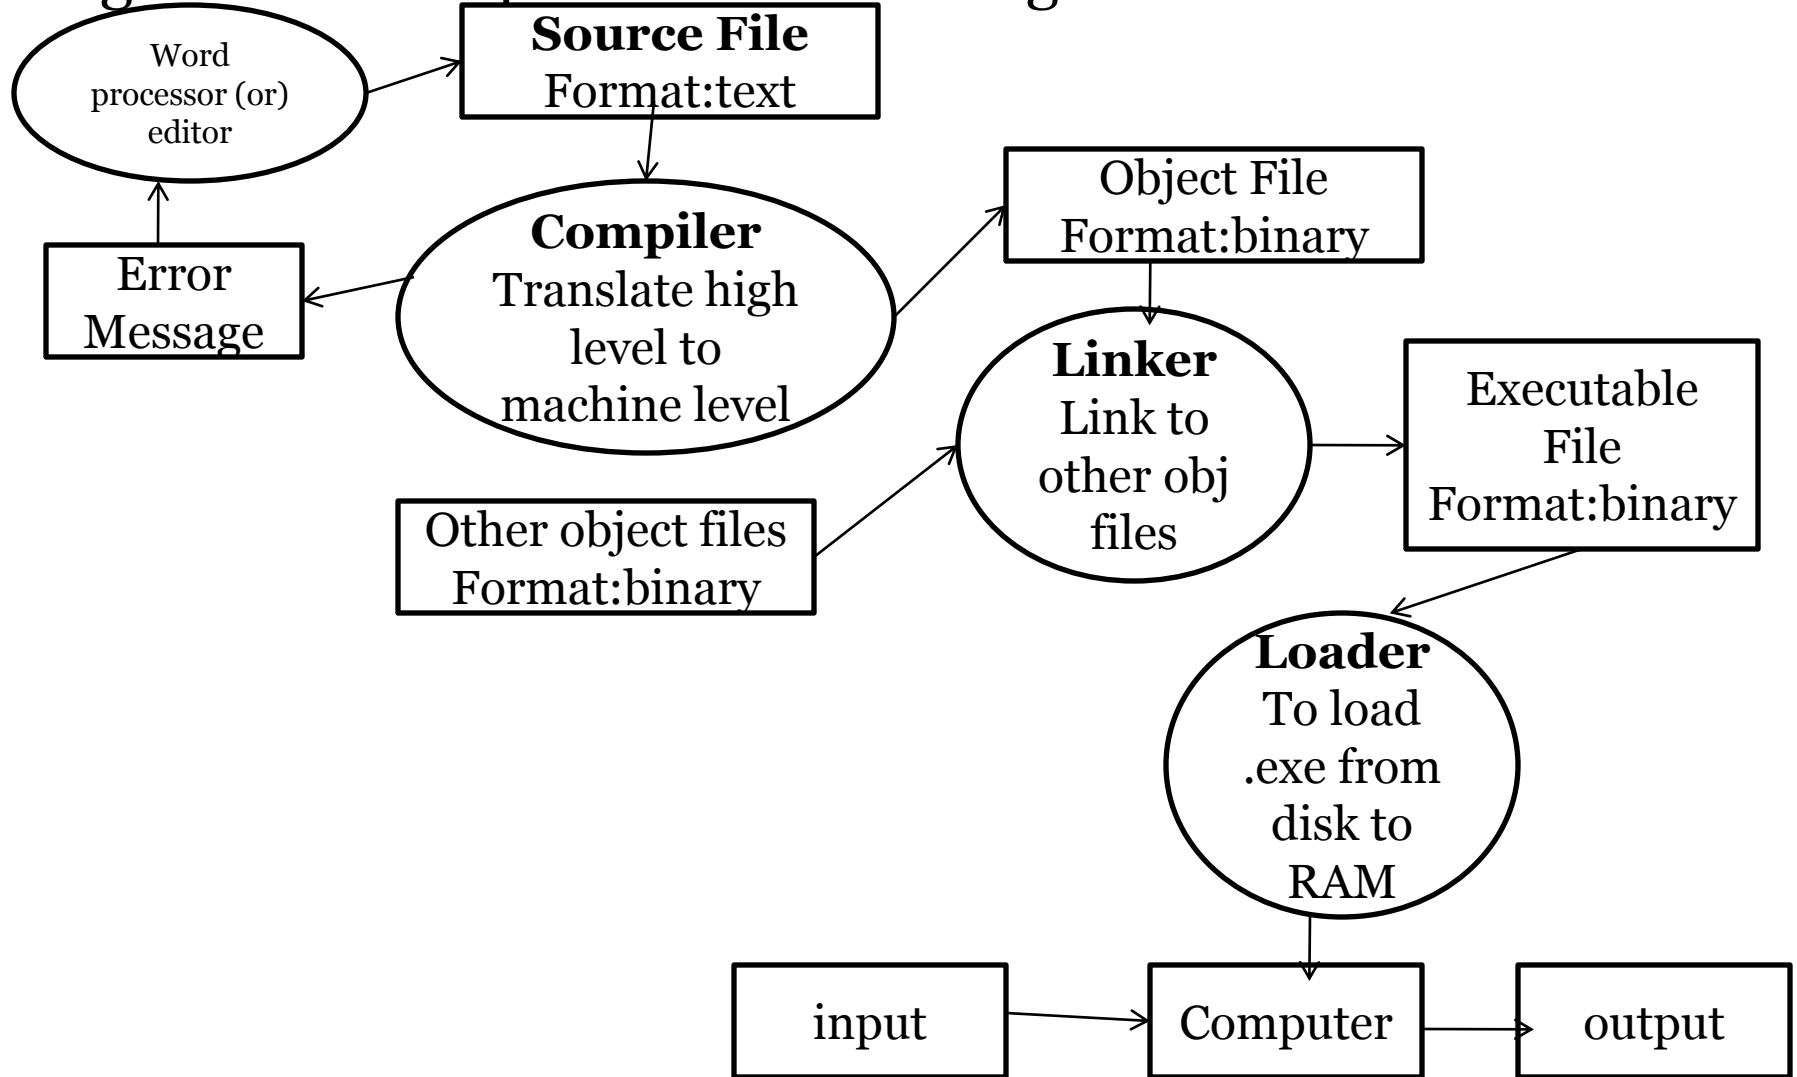 Word
processor (or)
editor
Source File
Format:text
Error
Message
Compiler
Translate high
level to
machine level
Object File
Format:binary
Other object files
Format:binary
Linker
Link to
other obj
files
Executable
File
Format:binary
Loader
To load
.exe from
disk to
RAM
input
Computer
output